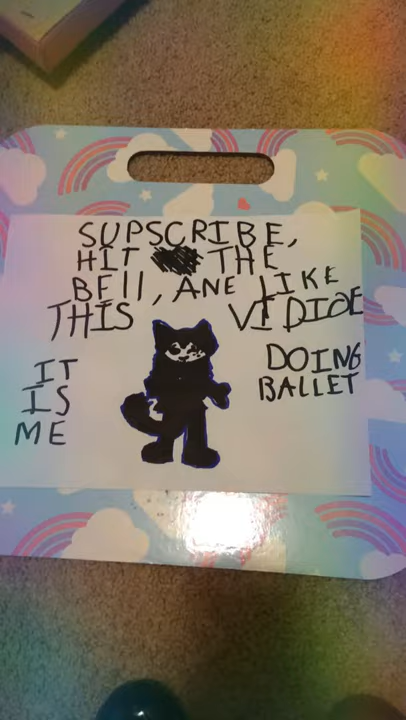 SUPSCRIBE,
HIT THE
BEll, ANE LIKE
THIS VIDIOE
IT
IS
ME
DOING
BALLET